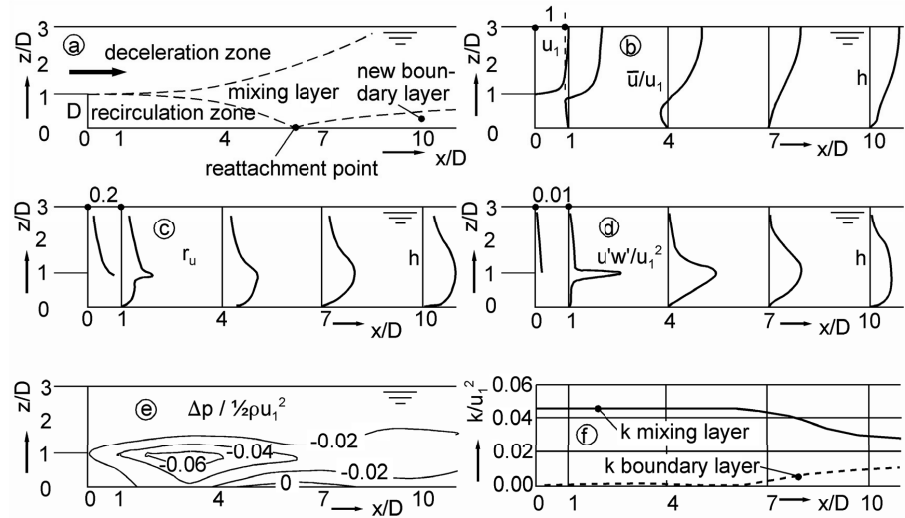 3
z/D
2
1
0
a
deceleration zone
mixing layer
new boun-
dary layer
D
recirculation zone
0 1 4 7 10
x/D
reattachment point
3
z/D
2
1
0
1
u1
b
u̅/u1
h
0 1 4 7 10
x/D
3
z/D
2
1
0
0.2
c
ru
h
0 1 4 7 10
x/D
3
z/D
2
1
0
0.01
d
u'w'/u1²
h
0 1 4 7 10
x/D
3
z/D
2
1
0
e
Δp / ½ρu1²
-0.02
-0.04
-0.06
-0.02
0
0 1 4 7 10
x/D
0.06
k/u1²
0.04
0.02
0.00
f
k mixing layer
k boundary layer
0 1 4 7 10
x/D